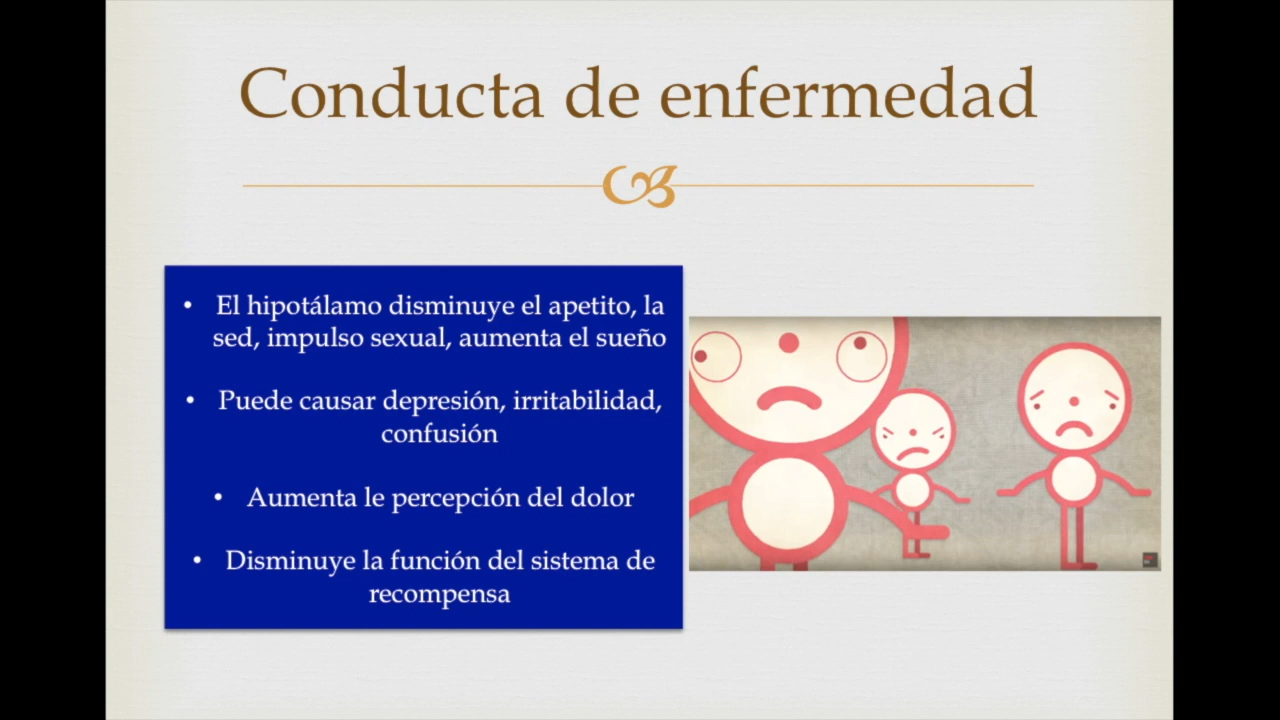 Conducta de enfermedad
• El hipotálamo disminuye el apetito, la
sed, impulso sexual, aumenta el sueño
• Puede causar depresión, irritabilidad,
confusión
• Aumenta le percepción del dolor
• Disminuye la función del sistema de
recompensa